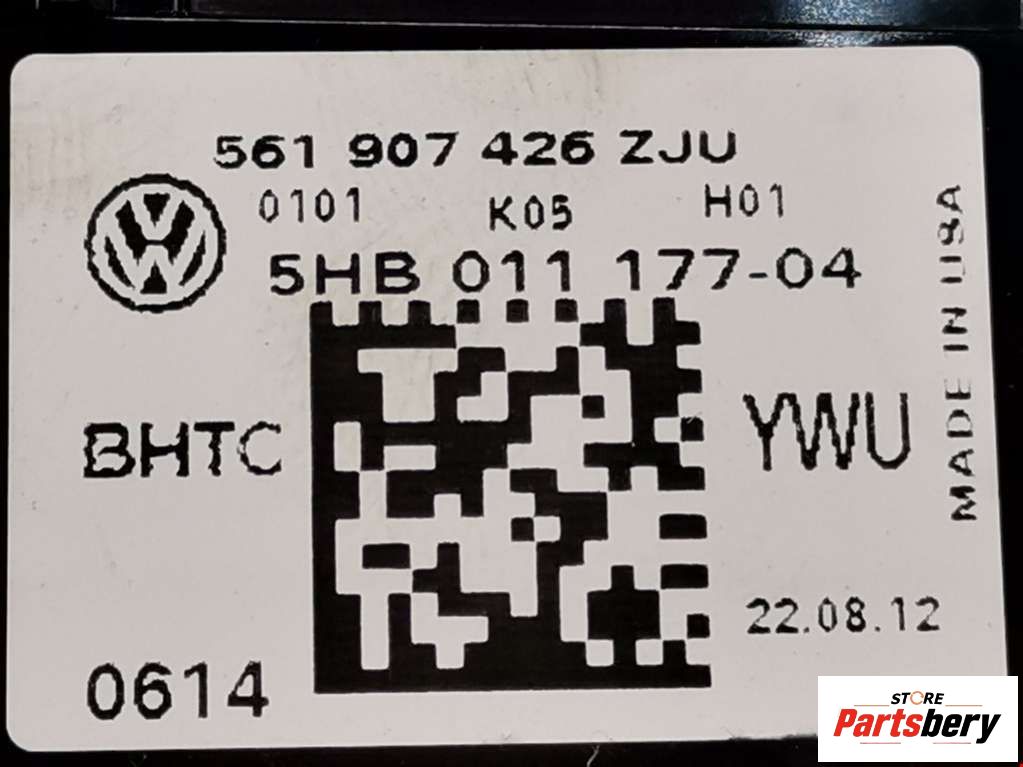 561 907 426 ZJU
0101 K05 H01
5HB 011 177-04
BHTC
YWU
MADE IN USA
22.08.12
0614
STORE
Partsbery